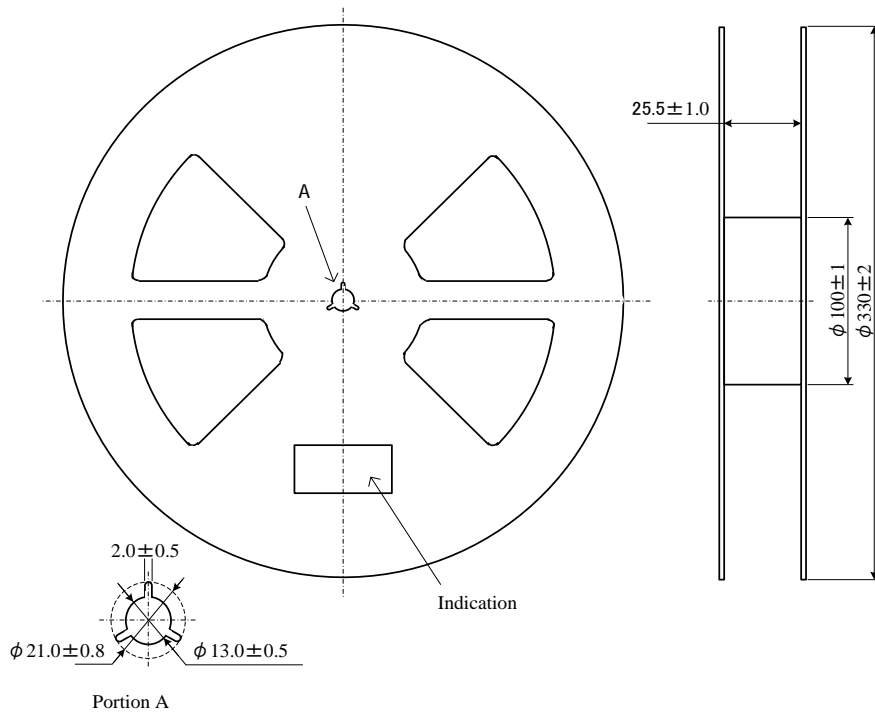 25.5±1.0
A
φ100±1
φ330±2
2.0±0.5
Indication
φ21.0±0.8
φ13.0±0.5
Portion A